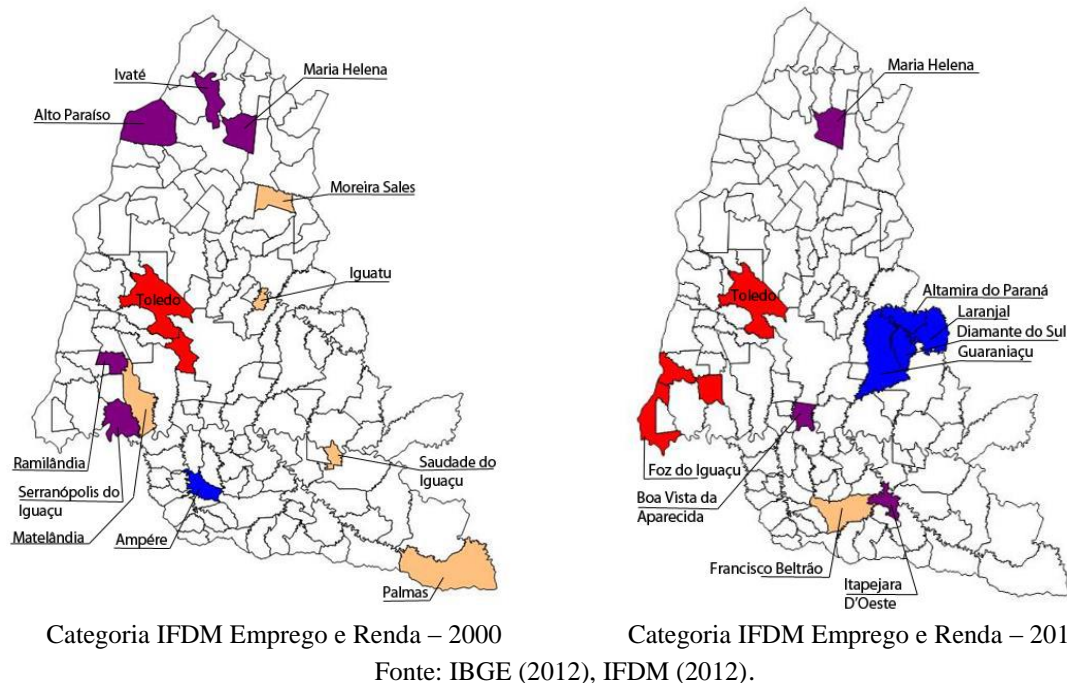 Ivaté
Maria Helena
Alto Paraíso
Moreira Sales
Iguatu
Toledo
Ramilândia
Serranópolis do
Iguaçu
Matelândia
Ampére
Saudade do
Iguaçu
Palmas
Categoria IFDM Emprego e Renda – 2000
Maria Helena
Toledo
Altamira do Paraná
Laranjal
Diamante do Sul
Guaraniaçu
Foz do Iguaçu
Boa Vista da
Aparecida
Francisco Beltrão
Itapejara
D'Oeste
Categoria IFDM Emprego e Renda – 201
Fonte: IBGE (2012), IFDM (2012).